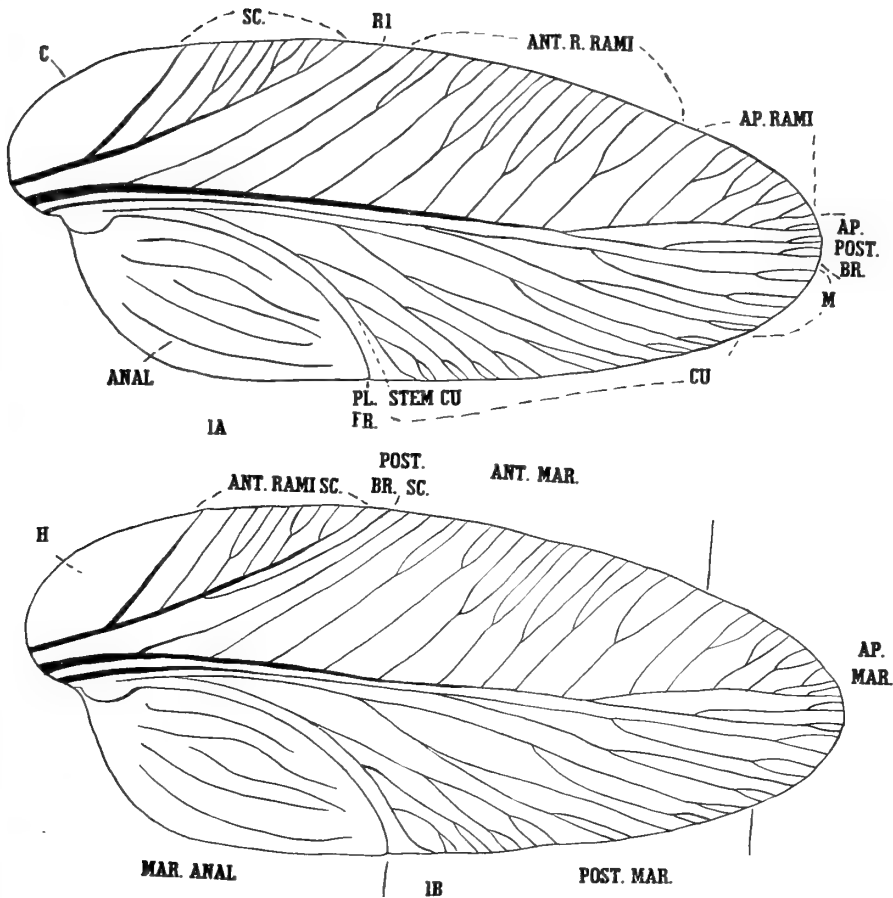 SC.
R1
ANT. R. RAMI
C
AP. RAMI
AP.
POST.
BR.
M
ANAL
PL.
FR.
STEM CU
CU
1A
POST.
BR. SC.
ANT. MAR.
ANT. RAMI SC.
H
AP.
MAR.
MAR. ANAL
1B
POST. MAR.